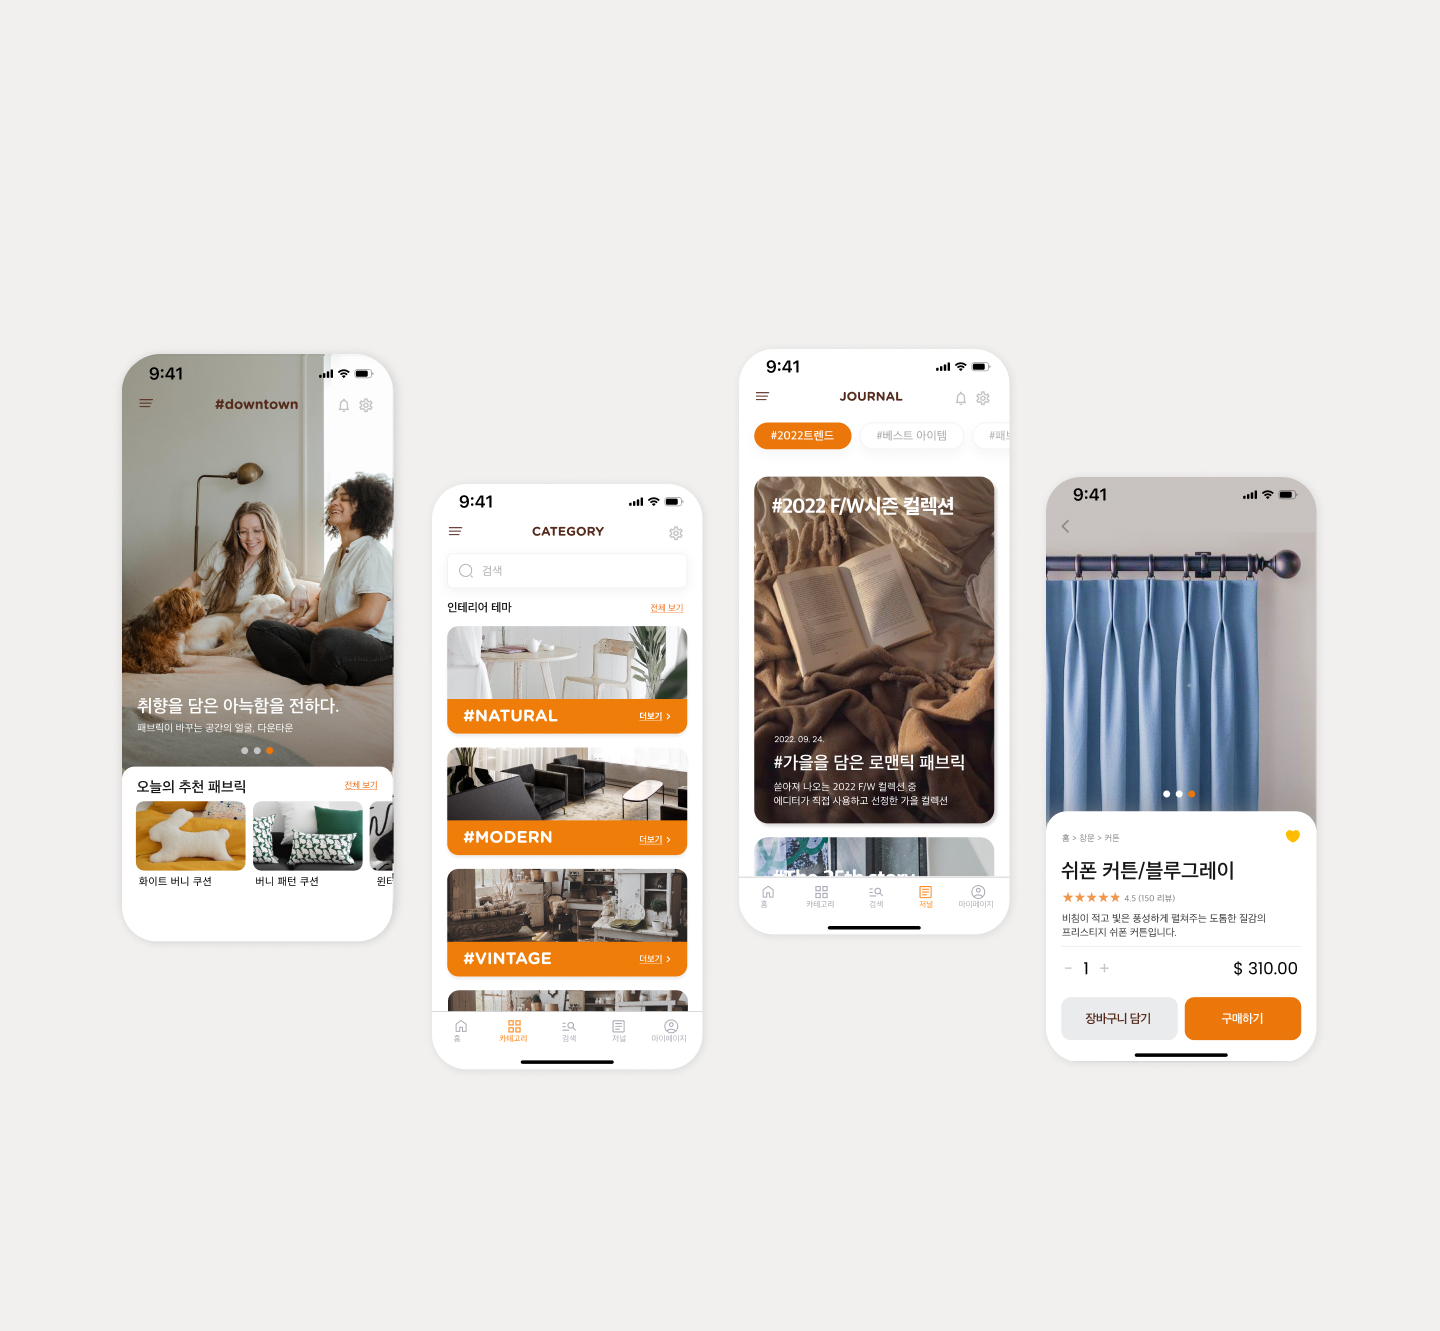 9:41
#downtown
취향을 담은 아늑함을 전하다.
패브릭이 바꾸는 공간의 얼굴, 다운타운
오늘의 추천 패브릭
전체 보기
화이트 버니 쿠션
버니 패턴 쿠션
윈터
9:41
CATEGORY
검색
인테리어 테마
전체 보기
#NATURAL
더보기 >
#MODERN
더보기 >
#VINTAGE
더보기 >
홈
카테고리
검색
저널
마이페이지
9:41
JOURNAL
#2022트렌드
#베스트 아이템
#패브
#2022 F/W시즌 컬렉션
2022. 09. 24.
#가을을 담은 로맨틱 패브릭
쏟아져 나오는 2022 F/W 컬렉션 중
에디터가 직접 사용하고 선정한 가을 컬렉션
#The 35th story
홈
카테고리
검색
저널
마이페이지
9:41
홈 > 창문 > 커튼
쉬폰 커튼/블루그레이
4.5 (150 리뷰)
비침이 적고 빛은 풍성하게 펼쳐주는 도톰한 질감의
프리스티지 쉬폰 커튼입니다.
- 1 +
$ 310.00
장바구니 담기
구매하기